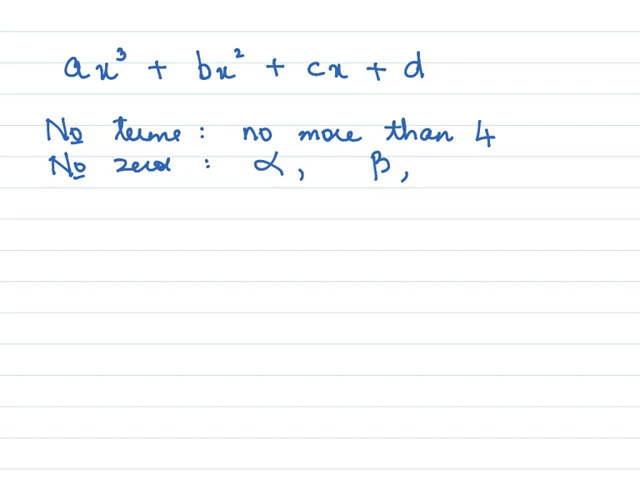 ax³ + bx² + cx + d
No terms : no more than 4
No zeros : α, β,